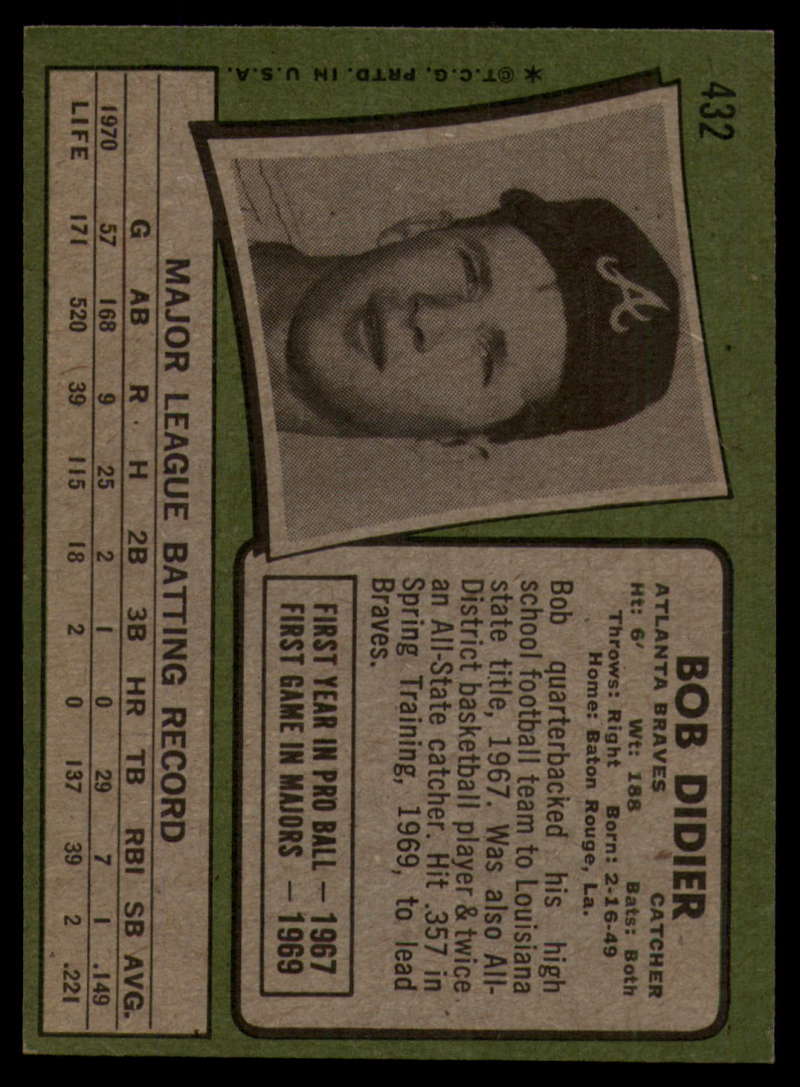 432
✶©T.C.G. PRTD. IN U.S.A.
A
BOB DIDIER
ATLANTA BRAVES CATCHER
Ht: 6' Wt: 188 Bats: Both
Throws: Right Born: 2-16-49
Home: Baton Rouge, La.
Bob quarterbacked his high
school football team to Louisiana
state title, 1967. Was also All-
District basketball player & twice
an All-State catcher. Hit .357 in
Spring Training, 1969, to lead
Braves.
FIRST YEAR IN PRO BALL — 1967
FIRST GAME IN MAJORS — 1969
MAJOR LEAGUE BATTING RECORD
G AB R H 2B 3B HR TB RBI SB AVG.
1970 57 168 9 25 2 1 0 29 7 1 .149
LIFE 171 520 39 115 18 2 0 137 39 2 .221